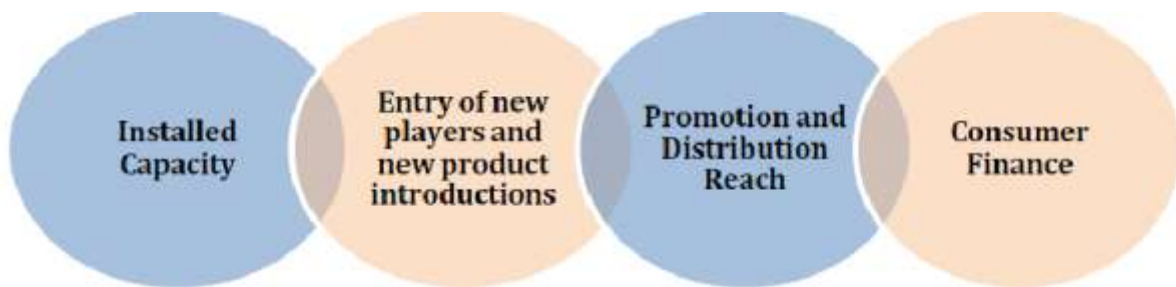 Installed
Capacity
Entry of new
players and
new product
introductions
Promotion and
Distribution
Reach
Consumer
Finance